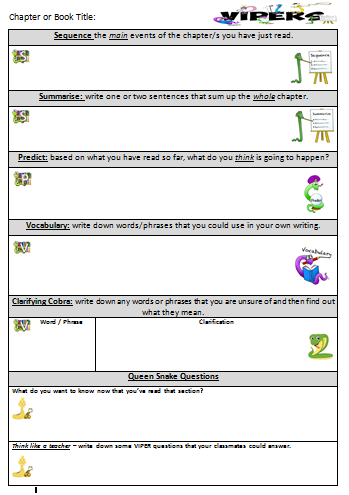 Chapter or Book Title:
VIPERS
Sequence the main events of the chapter/s you have just read.
S
Sequence
Summarise: write one or two sentences that sum up the whole chapter.
S
Summarise
Predict: based on what you have read so far, what do you think is going to happen?
P
Predict
Vocabulary: write down words/phrases that you could use in your own writing.
V
Vocabulary
Clarifying Cobra: write down any words or phrases that you are unsure of and then find out
what they mean.
V
Word / Phrase Clarification
Queen Snake Questions
What do you want to know now that you've read that section?
Think like a teacher – write down some VIPER questions that your classmates could answer.